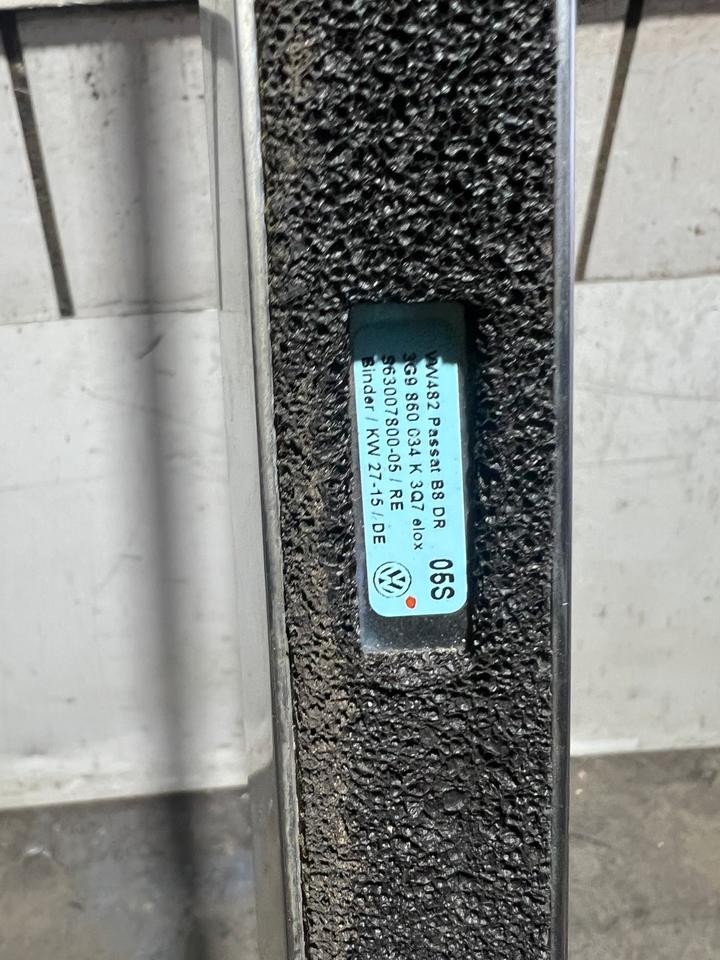 VW482 Passat B8 DR
05S
3G9 860 034 K 3Q7 elox
S63007800-05 / RE
Binder / KW 27-15 / DE